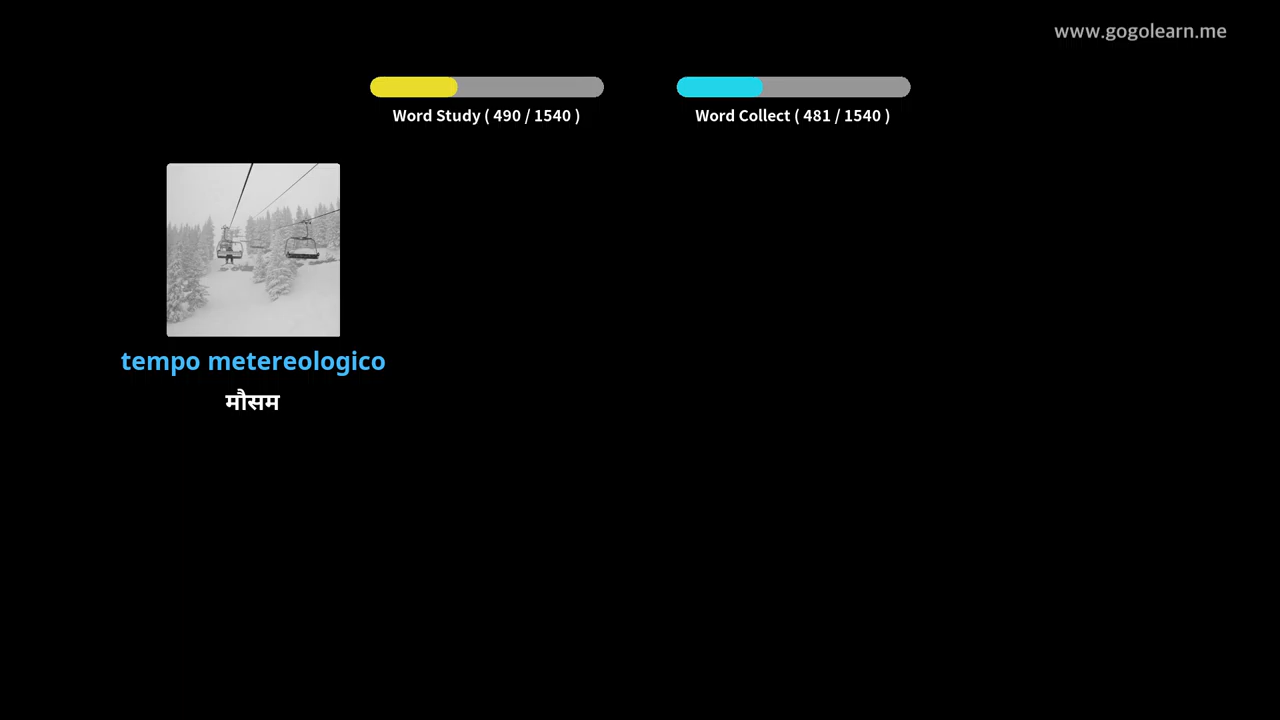 www.gogolearn.me
Word Study ( 490 / 1540 )
Word Collect ( 481 / 1540 )
tempo metereologico
मौसम